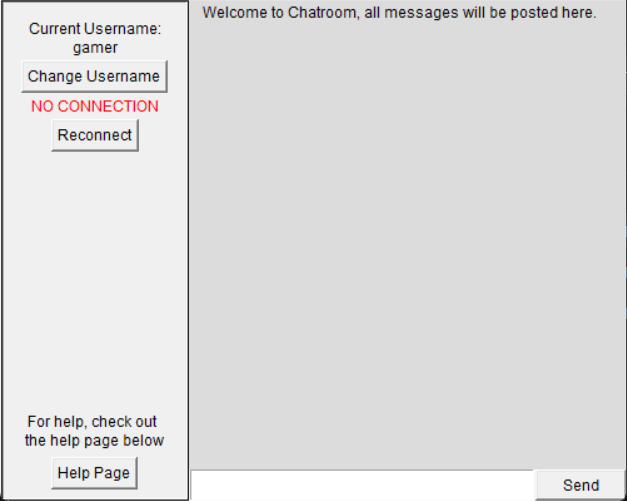 Current Username:
gamer
Change Username
NO CONNECTION
Reconnect
For help, check out
the help page below
Help Page
Welcome to Chatroom, all messages will be posted here.
Send